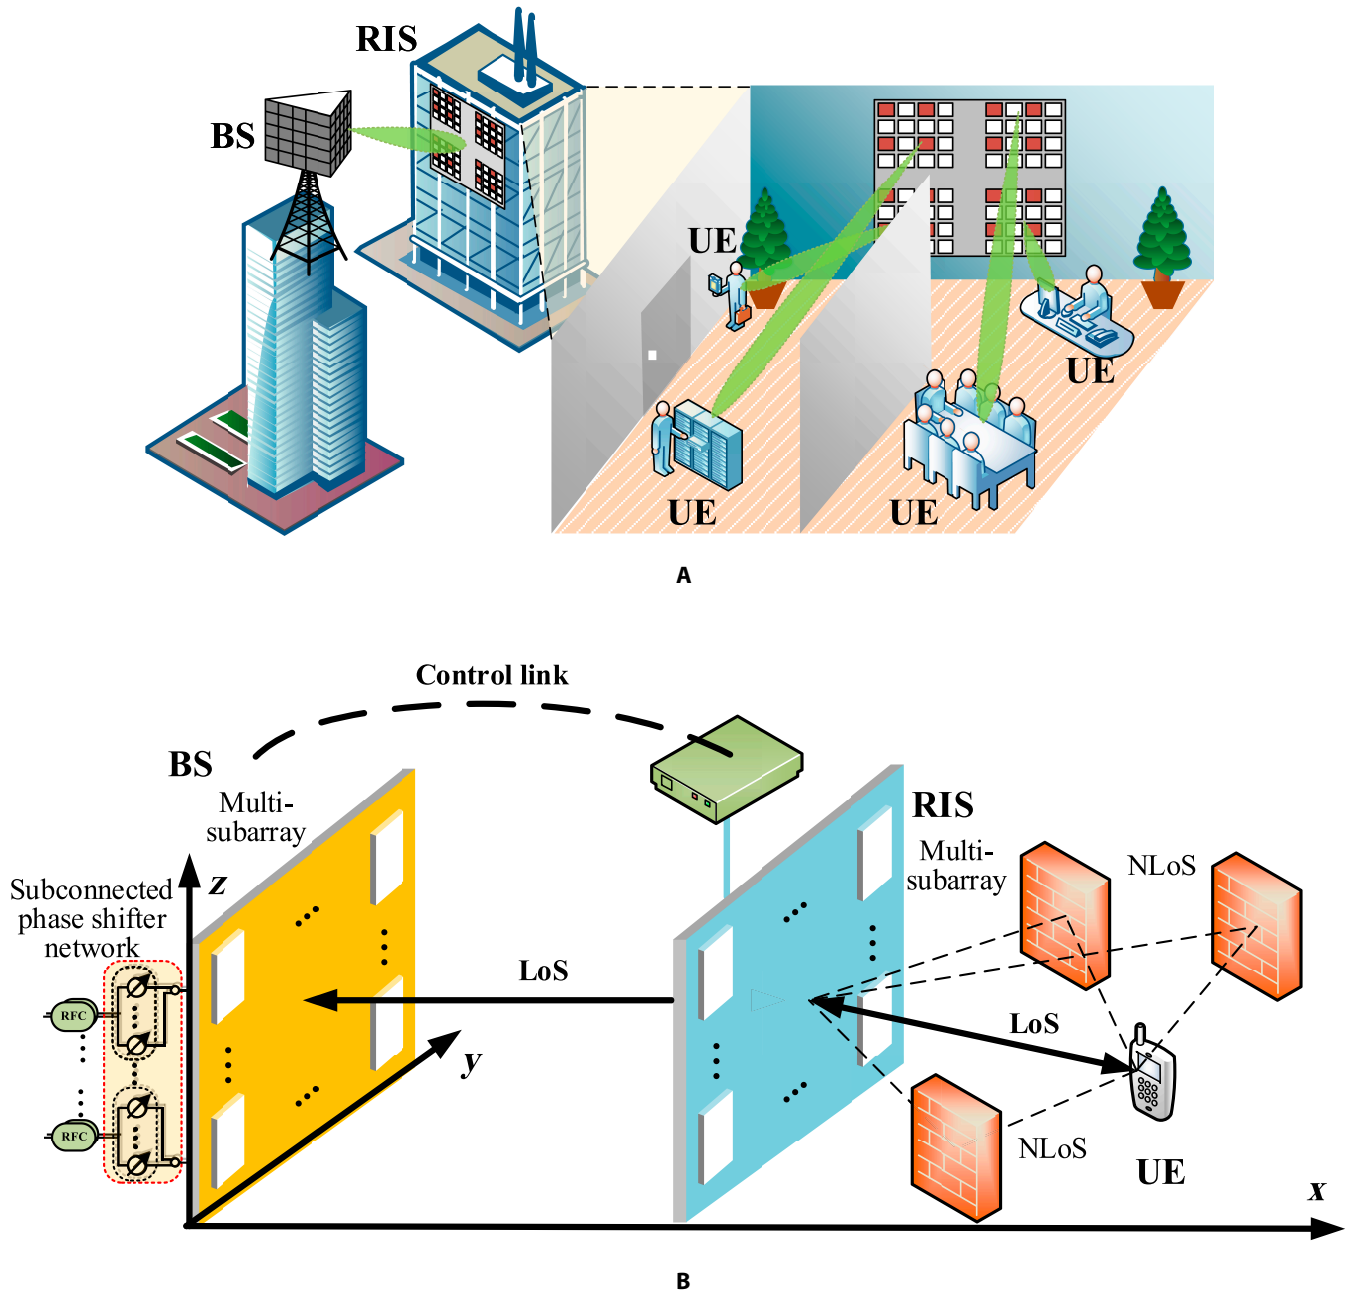 RIS
BS
UE
UE
UE
UE
A
Control link
BS
Multi-
subarray
RIS
Multi-
subarray
NLoS
z
Subconnected
phase shifter
network
LoS
RFC
LoS
y
RFC
NLoS
UE
x
B